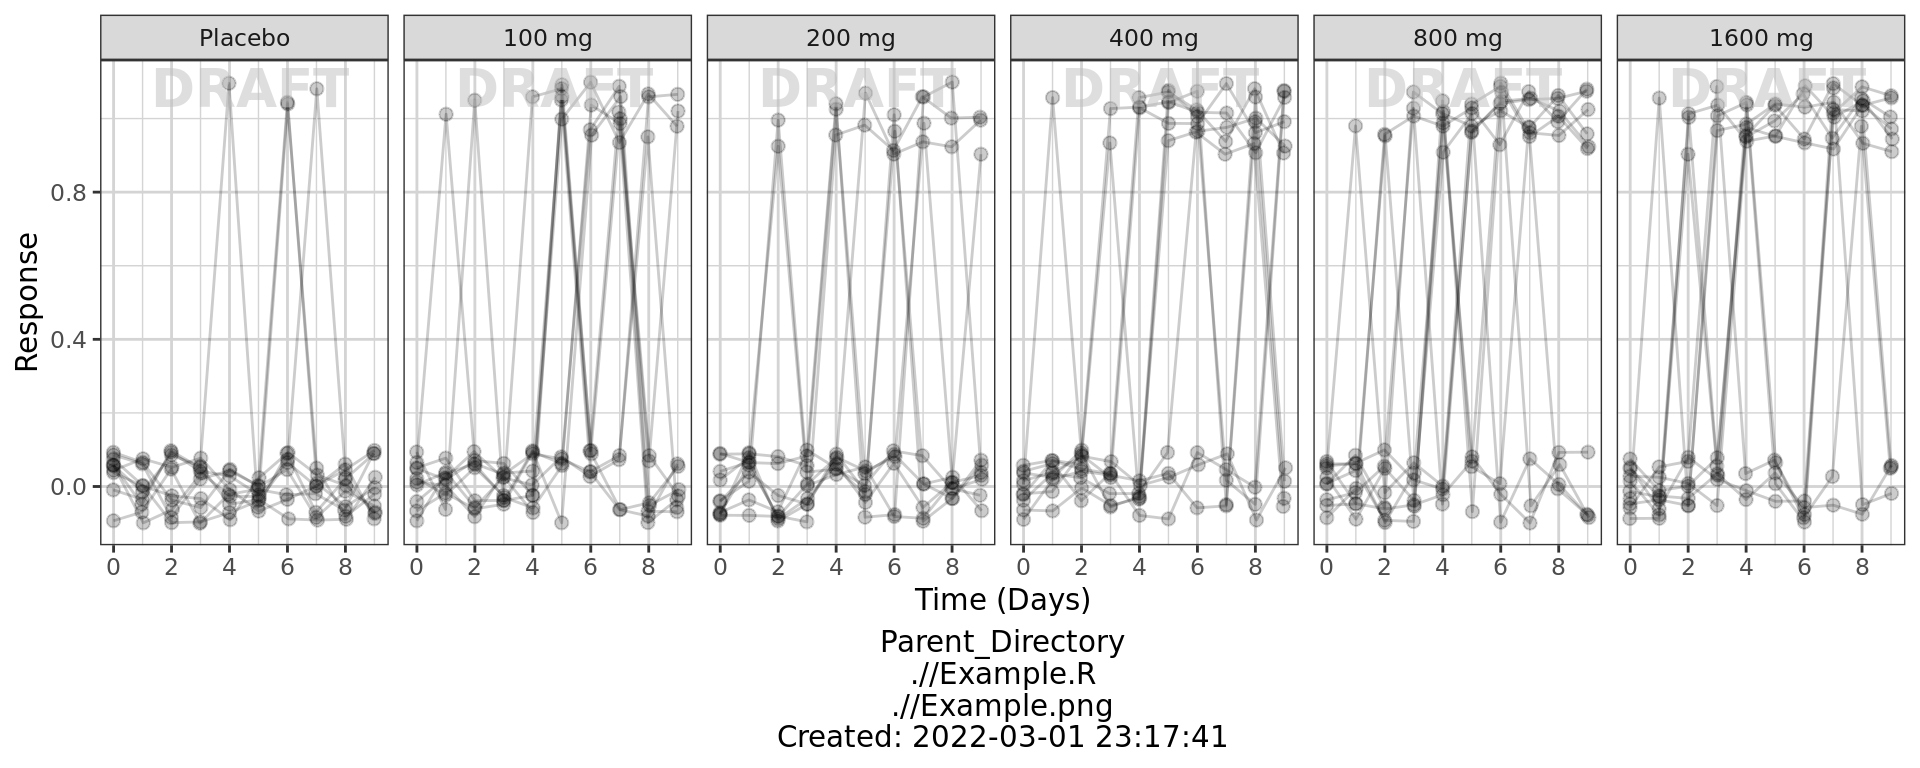 Placebo 100 mg 200 mg 400 mg 800 mg 1600 mg
DRAFT DRAFT DRAFT DRAFT DRAFT DRAFT
Response
0.8
0.4
0.0
0 2 4 6 8 0 2 4 6 8 0 2 4 6 8 0 2 4 6 8 0 2 4 6 8 0 2 4 6 8
Time (Days)
Parent_Directory
.//Example.R
.//Example.png
Created: 2022-03-01 23:17:41